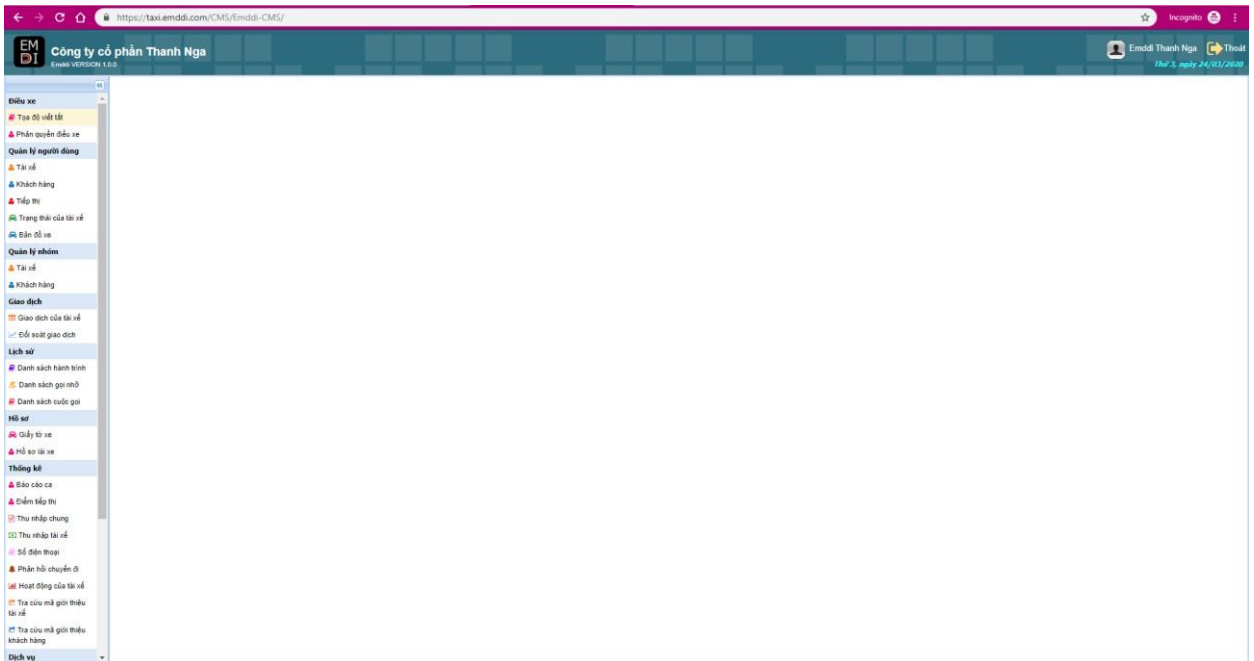 https://taxi.emddi.com/CMS/Emddi-CMS/
Incognito
EM
DI
Công ty cổ phần Thanh Nga
Emddi VERSION 1.0.0
Emddi Thanh Nga
Thoát
Thứ 3, ngày 24/03/2020
Điều xe
Tọa độ viết tắt
Phân quyền điều xe
Quản lý người dùng
Tài xế
Khách hàng
Tiếp thị
Trạng thái của tài xế
Bản đồ xe
Quản lý nhóm
Tài xế
Khách hàng
Giao dịch
Giao dịch của tài xế
Đối soát giao dịch
Lịch sử
Danh sách hành trình
Danh sách gọi nhỡ
Danh sách cuộc gọi
Hồ sơ
Giấy tờ xe
Hồ sơ lái xe
Thống kê
Báo cáo ca
Điểm tiếp thị
Thu nhập chung
Thu nhập tài xế
Số điện thoại
Phản hồi chuyến đi
Hoạt động của tài xế
Tra cứu mã giới thiệu
tài xế
Tra cứu mã giới thiệu
khách hàng
Dịch vụ